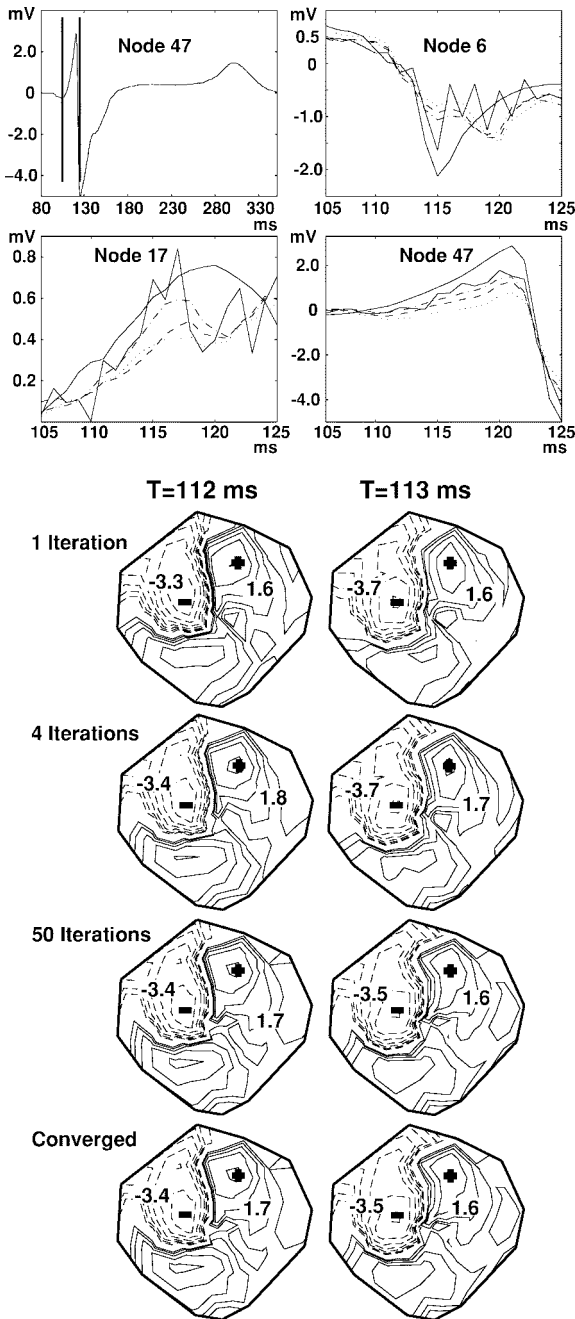 mV
Node 47
2.0
0.0
−2.0
−4.0
80 130 180 230 300
ms
mV
Node 6
0.5
0.5
−1.0
−2.0
105 110 115 120 125
ms
mV
Node 17
0.8
0.6
0.4
0.2
105 110 115 120 125
ms
mV
Node 47
2.0
0
−4.0
105 110 115 120 125
ms
T=112 ms T=113 ms
1 Iteration
-3.3 1.6 -3.7 1.6
4 Iterations
-3.4 1.8 -3.7 1.7
50 Iterations
-3.4 1.7 -3.5 1.6
Converged
-3.4 1.7 -3.5 1.6